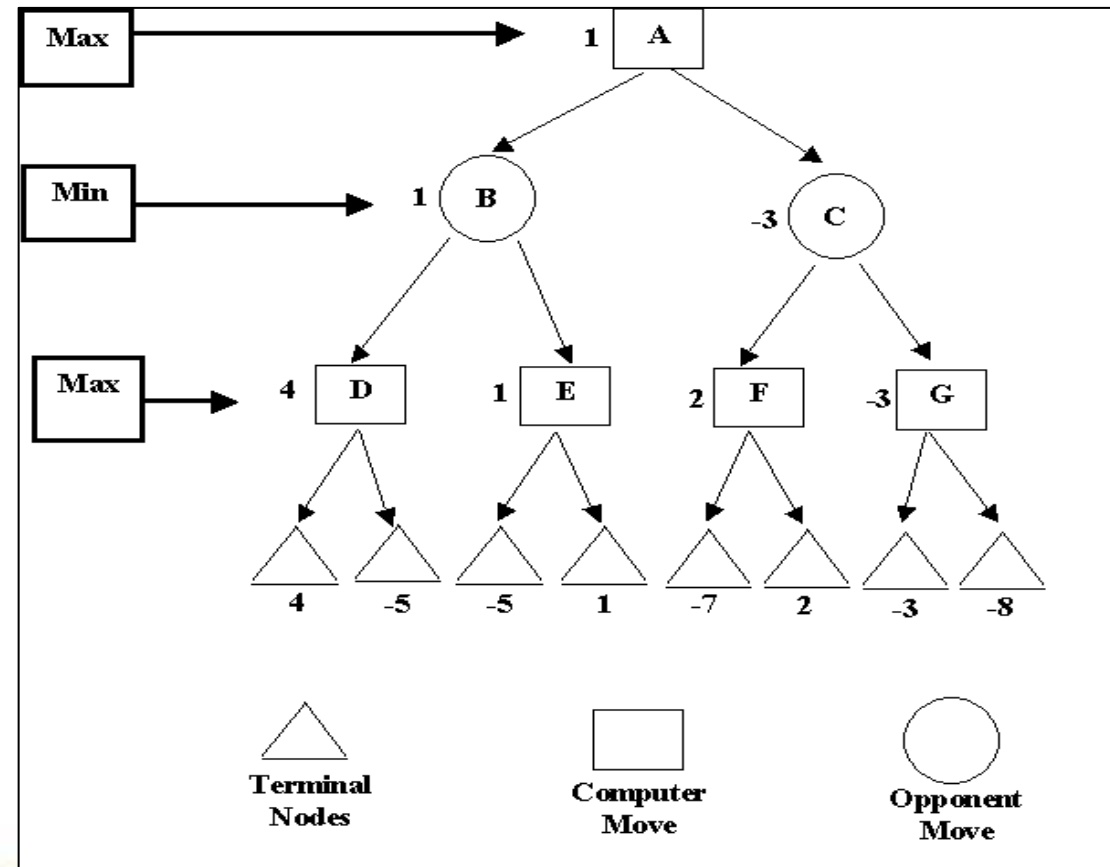 Max
1 A
Min
1 B
-3 C
Max
4 D
1 E
2 F
-3 G
4 -5 -5 1 -7 2 -3 -8
Terminal
Nodes
Computer
Move
Opponent
Move